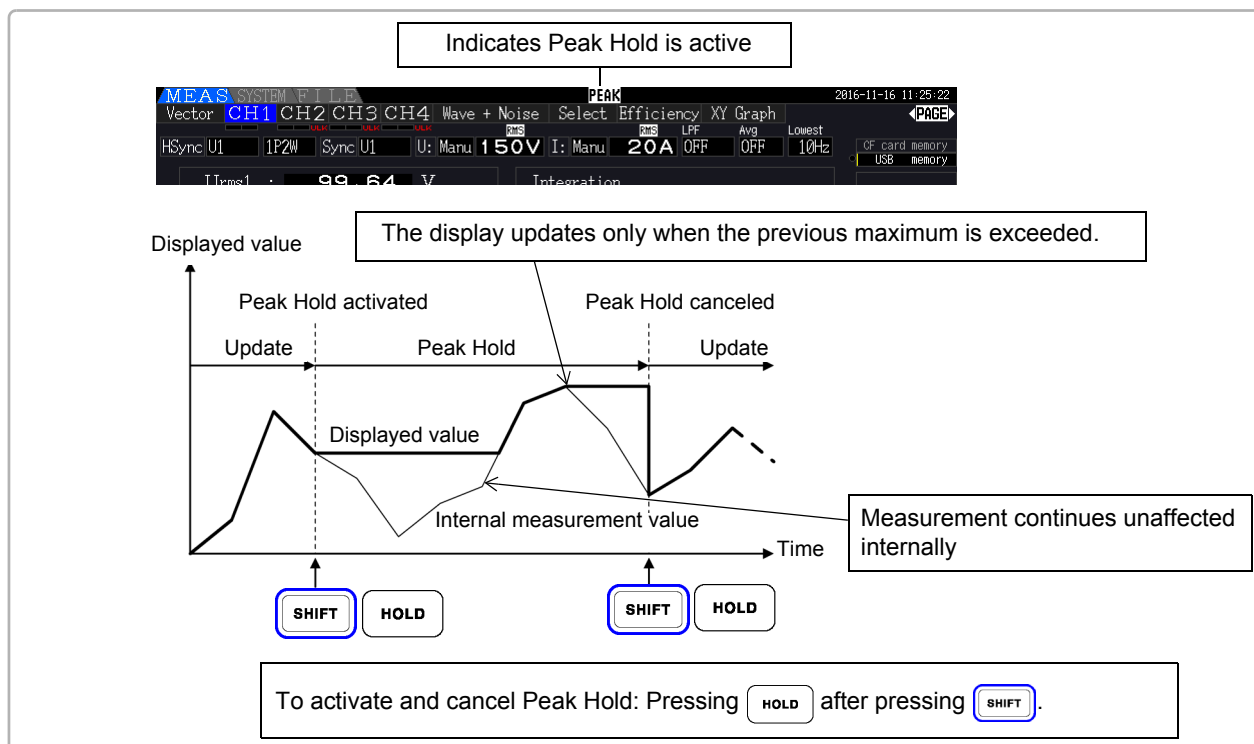 Indicates Peak Hold is active
MEAS SYSTEM FILE PEAK 2016-11-16 11:25:22
Vector CH1 CH2 CH3 CH4 Wave + Noise Select Efficiency XY Graph PAGE
RMS RMS LPF Avg Lowest
HSync U1 1P2W Sync U1 U: Manu 150V I: Manu 20A OFF OFF 10Hz CF card memory
USB memory
Urms1 : 99.64 V Integration
The display updates only when the previous maximum is exceeded.
Displayed value
Peak Hold activated Peak Hold canceled
Update Peak Hold Update
Displayed value
Internal measurement value
Measurement continues unaffected
internally
Time
SHIFT HOLD SHIFT HOLD
To activate and cancel Peak Hold: Pressing HOLD after pressing SHIFT.